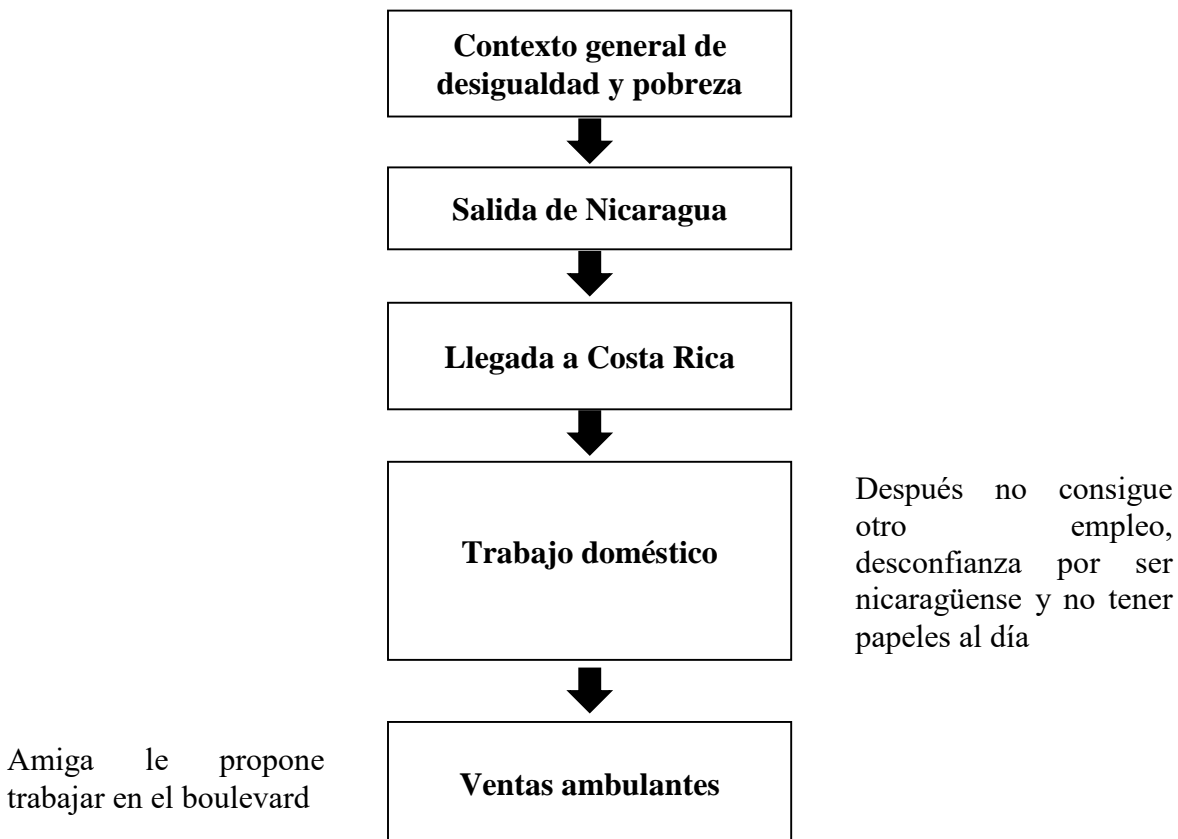 Contexto general de
desigualdad y pobreza
Salida de Nicaragua
Llegada a Costa Rica
Trabajo doméstico
Después no consigue
otro empleo,
desconfianza por ser
nicaragüense y no tener
papeles al día
Amiga le propone
trabajar en el boulevard
Ventas ambulantes